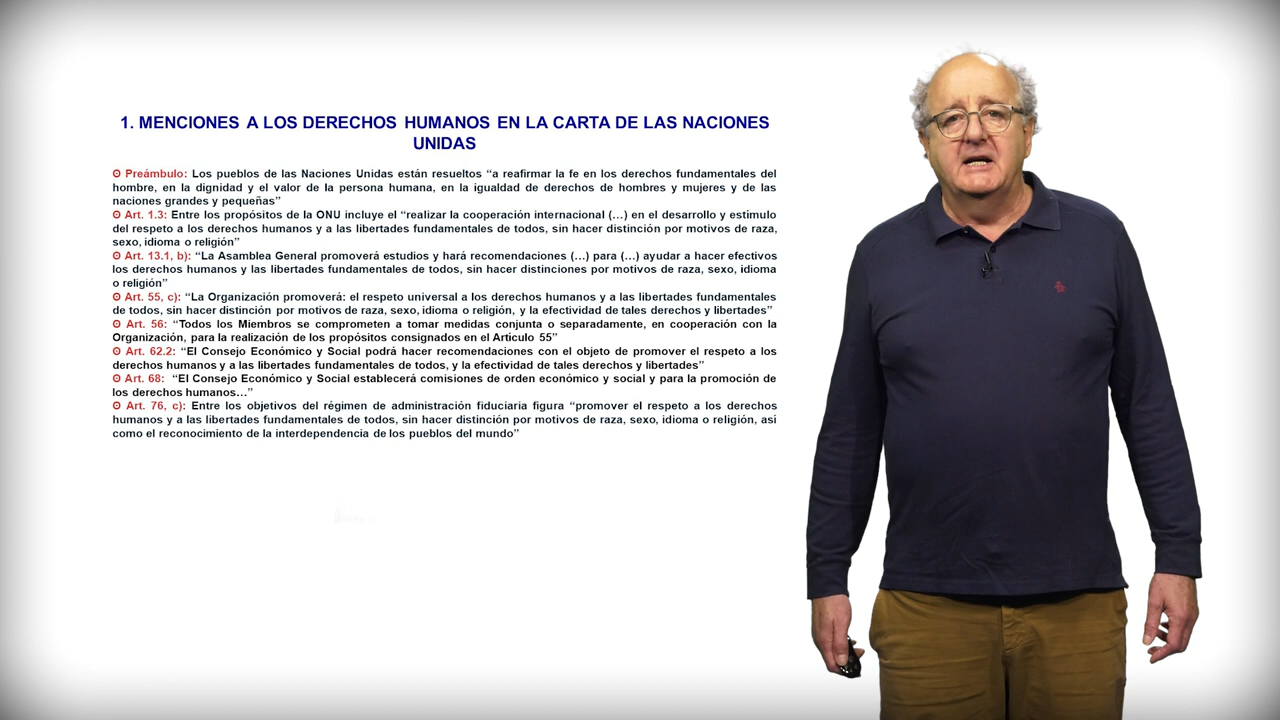 1. MENCIONES A LOS DERECHOS HUMANOS EN LA CARTA DE LAS NACIONES
UNIDAS
ʘ Preámbulo: Los pueblos de las Naciones Unidas están resueltos “a reafirmar la fe en los derechos fundamentales del
hombre, en la dignidad y el valor de la persona humana, en la igualdad de derechos de hombres y mujeres y de las
naciones grandes y pequeñas”
ʘ Art. 1.3: Entre los propósitos de la ONU incluye el “realizar la cooperación internacional (…) en el desarrollo y estímulo
del respeto a los derechos humanos y a las libertades fundamentales de todos, sin hacer distinción por motivos de raza,
sexo, idioma o religión”
ʘ Art. 13.1, b): “La Asamblea General promoverá estudios y hará recomendaciones (…) para (…) ayudar a hacer efectivos
los derechos humanos y las libertades fundamentales de todos, sin hacer distinciones por motivos de raza, sexo, idioma
o religión”
ʘ Art. 55, c): “La Organización promoverá: el respeto universal a los derechos humanos y a las libertades fundamentales
de todos, sin hacer distinción por motivos de raza, sexo, idioma o religión, y la efectividad de tales derechos y libertades”
ʘ Art. 56: “Todos los Miembros se comprometen a tomar medidas conjunta o separadamente, en cooperación con la
Organización, para la realización de los propósitos consignados en el Artículo 55”
ʘ Art. 62.2: “El Consejo Económico y Social podrá hacer recomendaciones con el objeto de promover el respeto a los
derechos humanos y a las libertades fundamentales de todos, y la efectividad de tales derechos y libertades”
ʘ Art. 68: “El Consejo Económico y Social establecerá comisiones de orden económico y social y para la promoción de
los derechos humanos…”
ʘ Art. 76, c): Entre los objetivos del régimen de administración fiduciaria figura “promover el respeto a los derechos
humanos y a las libertades fundamentales de todos, sin hacer distinción por motivos de raza, sexo, idioma o religión, así
como el reconocimiento de la interdependencia de los pueblos del mundo”